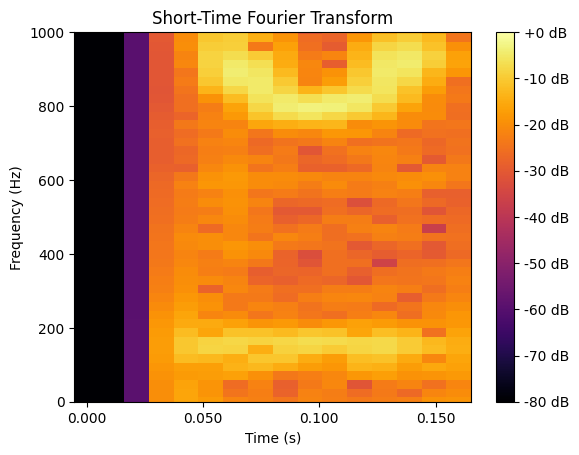 Short-Time Fourier Transform
1000
800
600
400
200
0
Frequency (Hz)
0.000
0.050
0.100
0.150
Time (s)
+0 dB
-10 dB
-20 dB
-30 dB
-40 dB
-50 dB
-60 dB
-70 dB
-80 dB